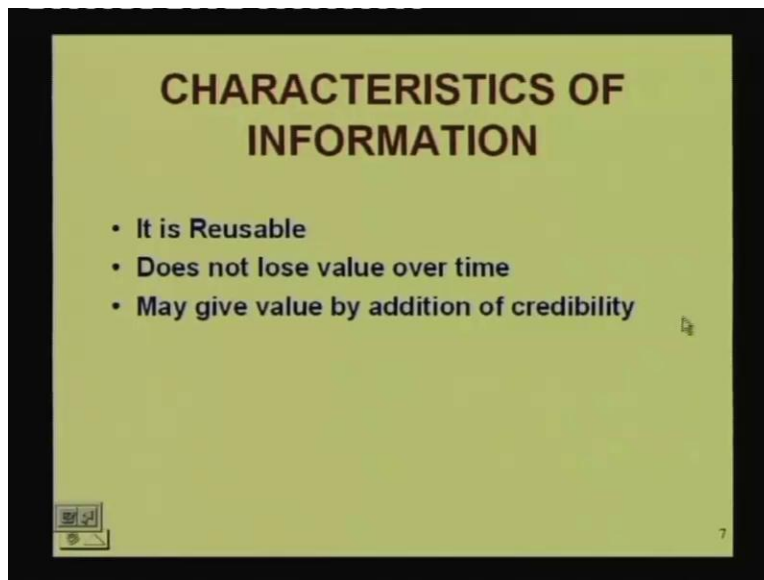 CHARACTERISTICS OF
INFORMATION
• It is Reusable
• Does not lose value over time
• May give value by addition of credibility
7